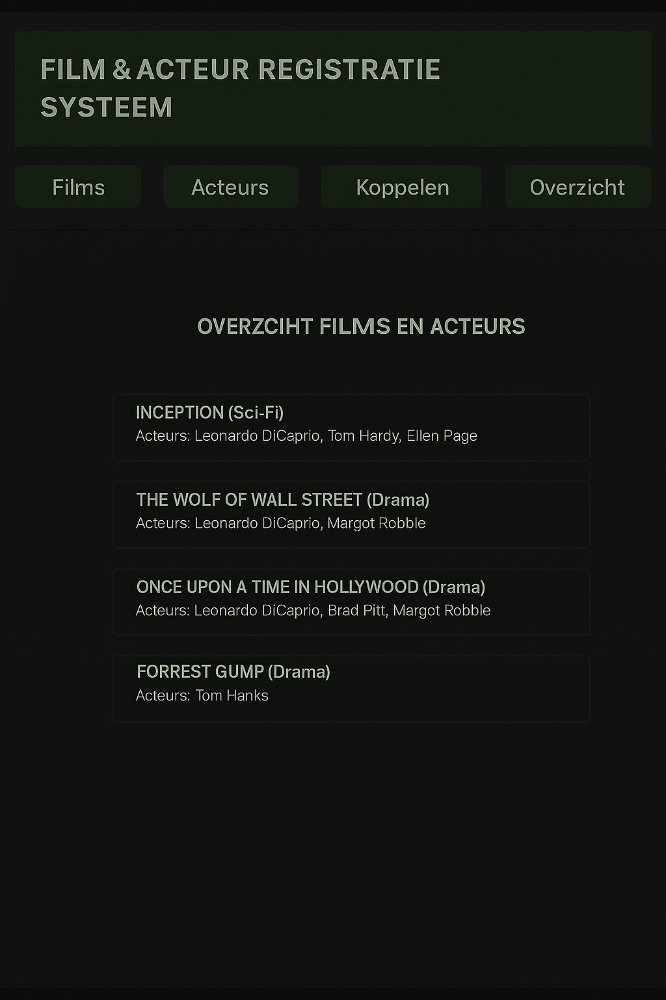 FILM & ACTEUR REGISTRATIE
SYSTEEM
Films
Acteurs
Koppelen
Overzicht
OVERZCIHT FILMS EN ACTEURS
INCEPTION (Sci-Fi)
Acteurs: Leonardo DiCaprio, Tom Hardy, Ellen Page
THE WOLF OF WALL STREET (Drama)
Acteurs: Leonardo DiCaprio, Margot Robble
ONCE UPON A TIME IN HOLLYWOOD (Drama)
Acteurs: Leonardo DiCaprio, Brad Pitt, Margot Robble
FORREST GUMP (Drama)
Acteurs: Tom Hanks